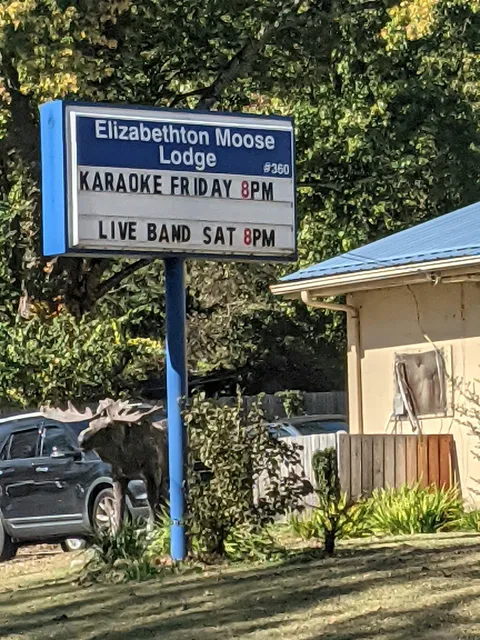 Elizabethton Moose
Lodge
#360
KARAOKE FRIDAY 8PM
LIVE BAND SAT 8PM